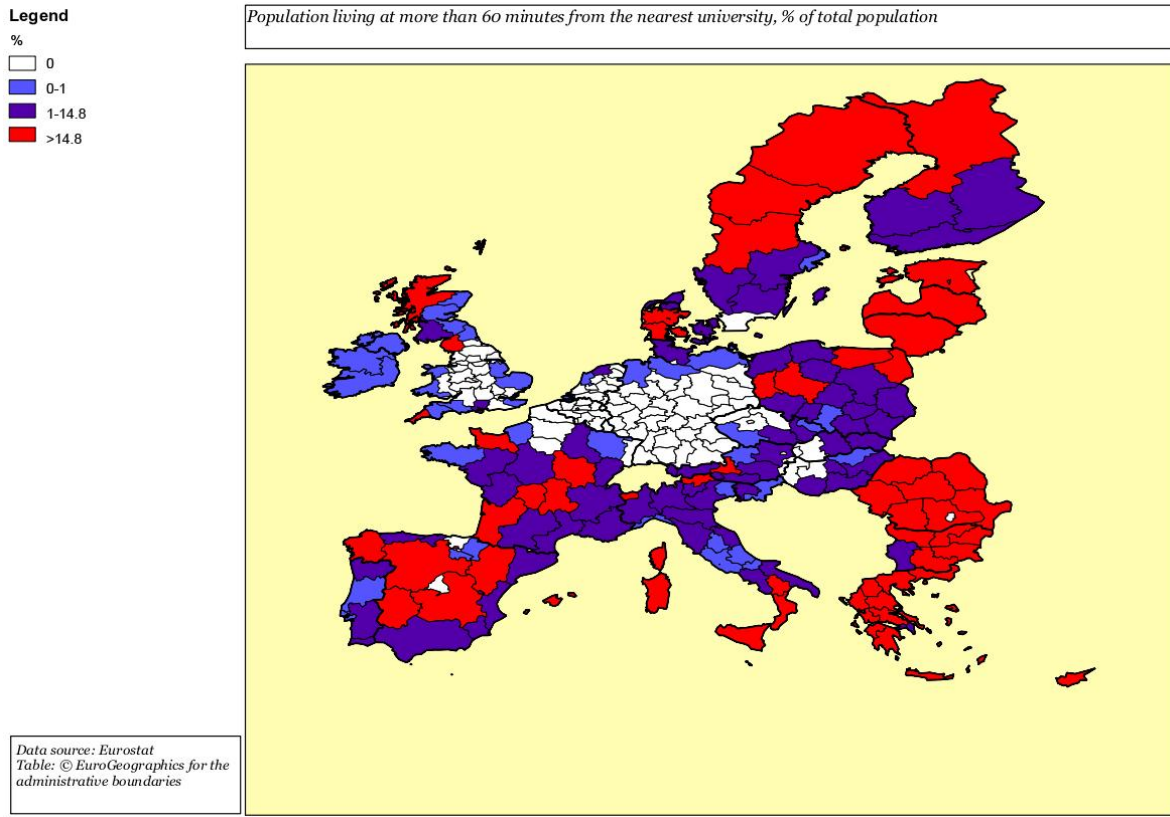 Legend
%
0
0-1
1-14.8
>14.8
Population living at more than 60 minutes from the nearest university, % of total population
Data source: Eurostat
Table: © EuroGeographics for the
administrative boundaries